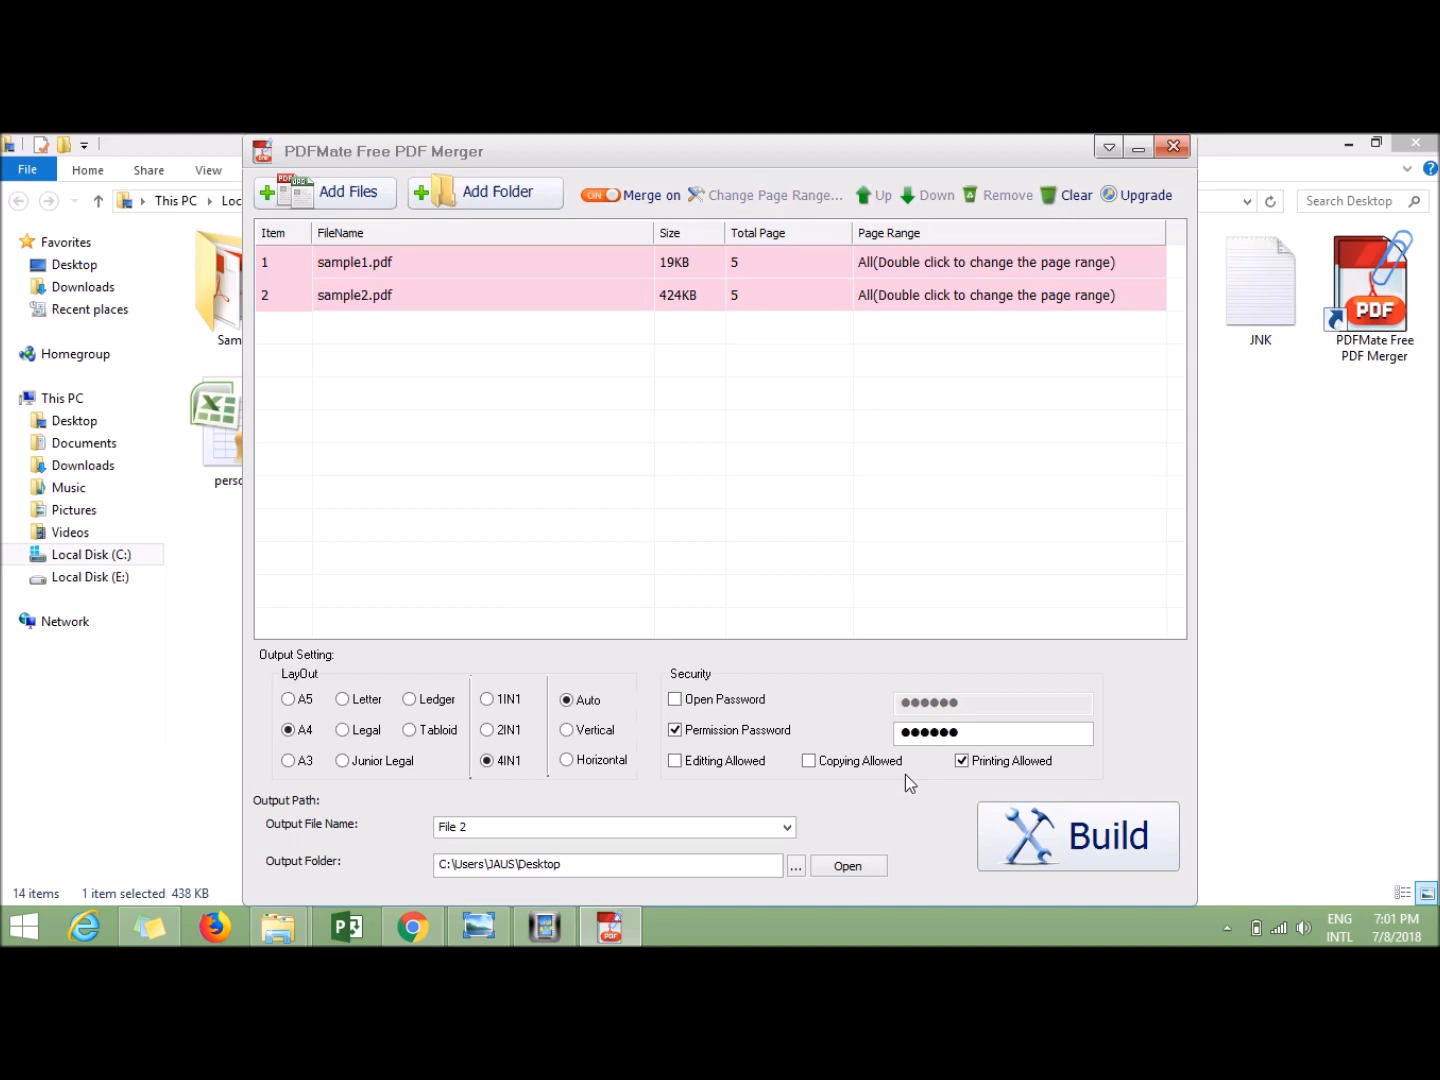 PDFMate Free PDF Merger
File Home Share View
Add Files Add Folder ON Merge on Change Page Range... Up Down Remove Clear Upgrade
This PC Loc
Search Desktop
Item FileName Size Total Page Page Range
1 sample1.pdf 19KB 5 All(Double click to change the page range)
2 sample2.pdf 424KB 5 All(Double click to change the page range)
Favorites
Desktop
Downloads
Recent places
Homegroup
This PC
Desktop
Documents
Downloads
Music
Pictures
Videos
Local Disk (C:)
Local Disk (E:)
Network
Sam
perso
JNK
PDF
PDFMate Free
PDF Merger
Output Setting:
LayOut
A5 Letter Ledger 1IN1 Auto
A4 Legal Tabloid 2IN1 Vertical
A3 Junior Legal 4IN1 Horizontal
Security
Open Password ●●●●●●
Permission Password ●●●●●●
Editting Allowed Copying Allowed Printing Allowed
Output Path:
Output File Name: File 2
Output Folder: C:\Users\JAUS\Desktop ... Open
Build
14 items 1 item selected 438 KB
ENG 7:01 PM
INTL 7/8/2018